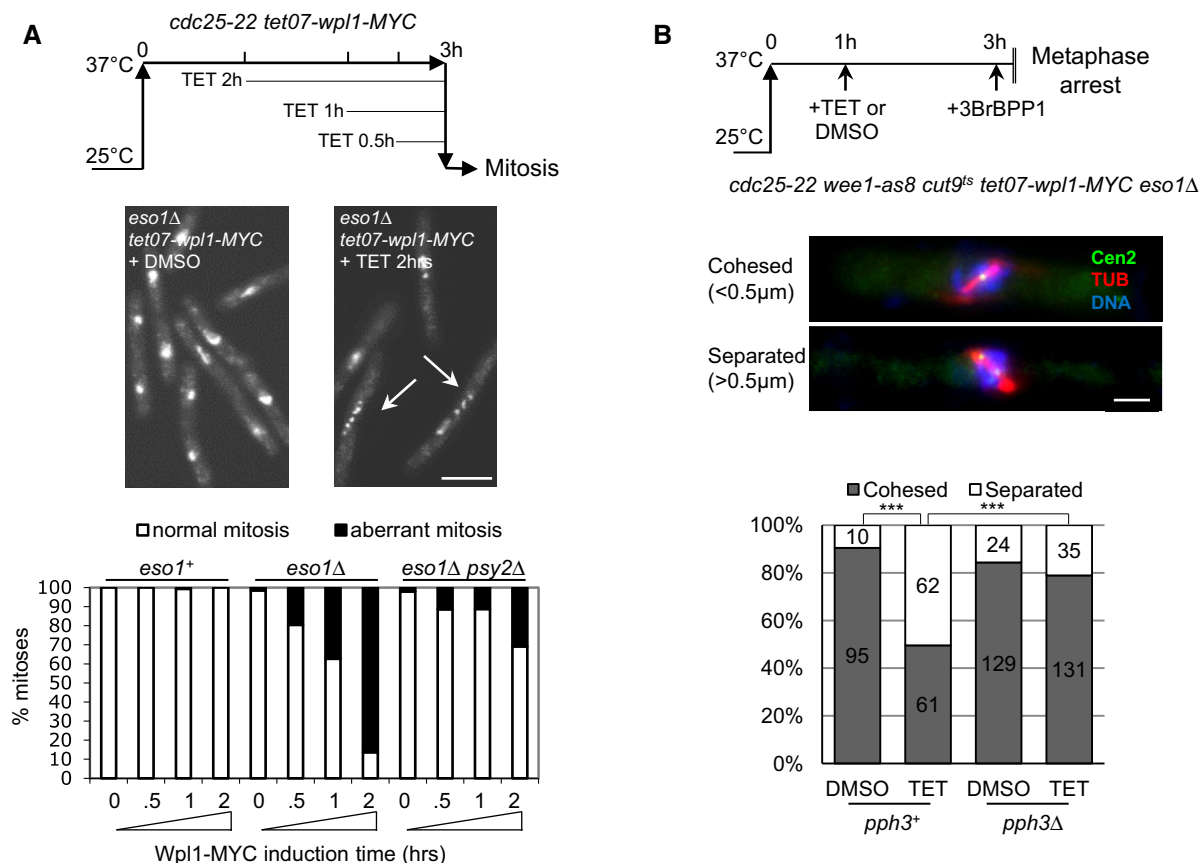 A
cdc25-22 tet07-wpl1-MYC
0
3h
37°C
TET 2h
TET 1h
TET 0.5h
25°C
Mitosis
eso1Δ
tet07-wpl1-MYC
+ DMSO
eso1Δ
tet07-wpl1-MYC
+ TET 2hrs
normal mitosis aberrant mitosis
eso1+ eso1Δ eso1Δ psy2Δ
% mitoses
100
90
80
70
60
50
40
30
20
10
0
0 .5 1 2 0 .5 1 2 0 .5 1 2
Wpl1-MYC induction time (hrs)
B
0 1h 3h
37°C
Metaphase
arrest
+TET or
DMSO
+3BrBPP1
25°C
cdc25-22 wee1-as8 cut9ts tet07-wpl1-MYC eso1Δ
Cohesed
(<0.5µm)
Cen2
TUB
DNA
Separated
(>0.5µm)
Cohesed Separated
*** ***
100%
80%
60%
40%
20%
0%
10 62 24 35
95 61 129 131
DMSO TET DMSO TET
pph3+ pph3Δ